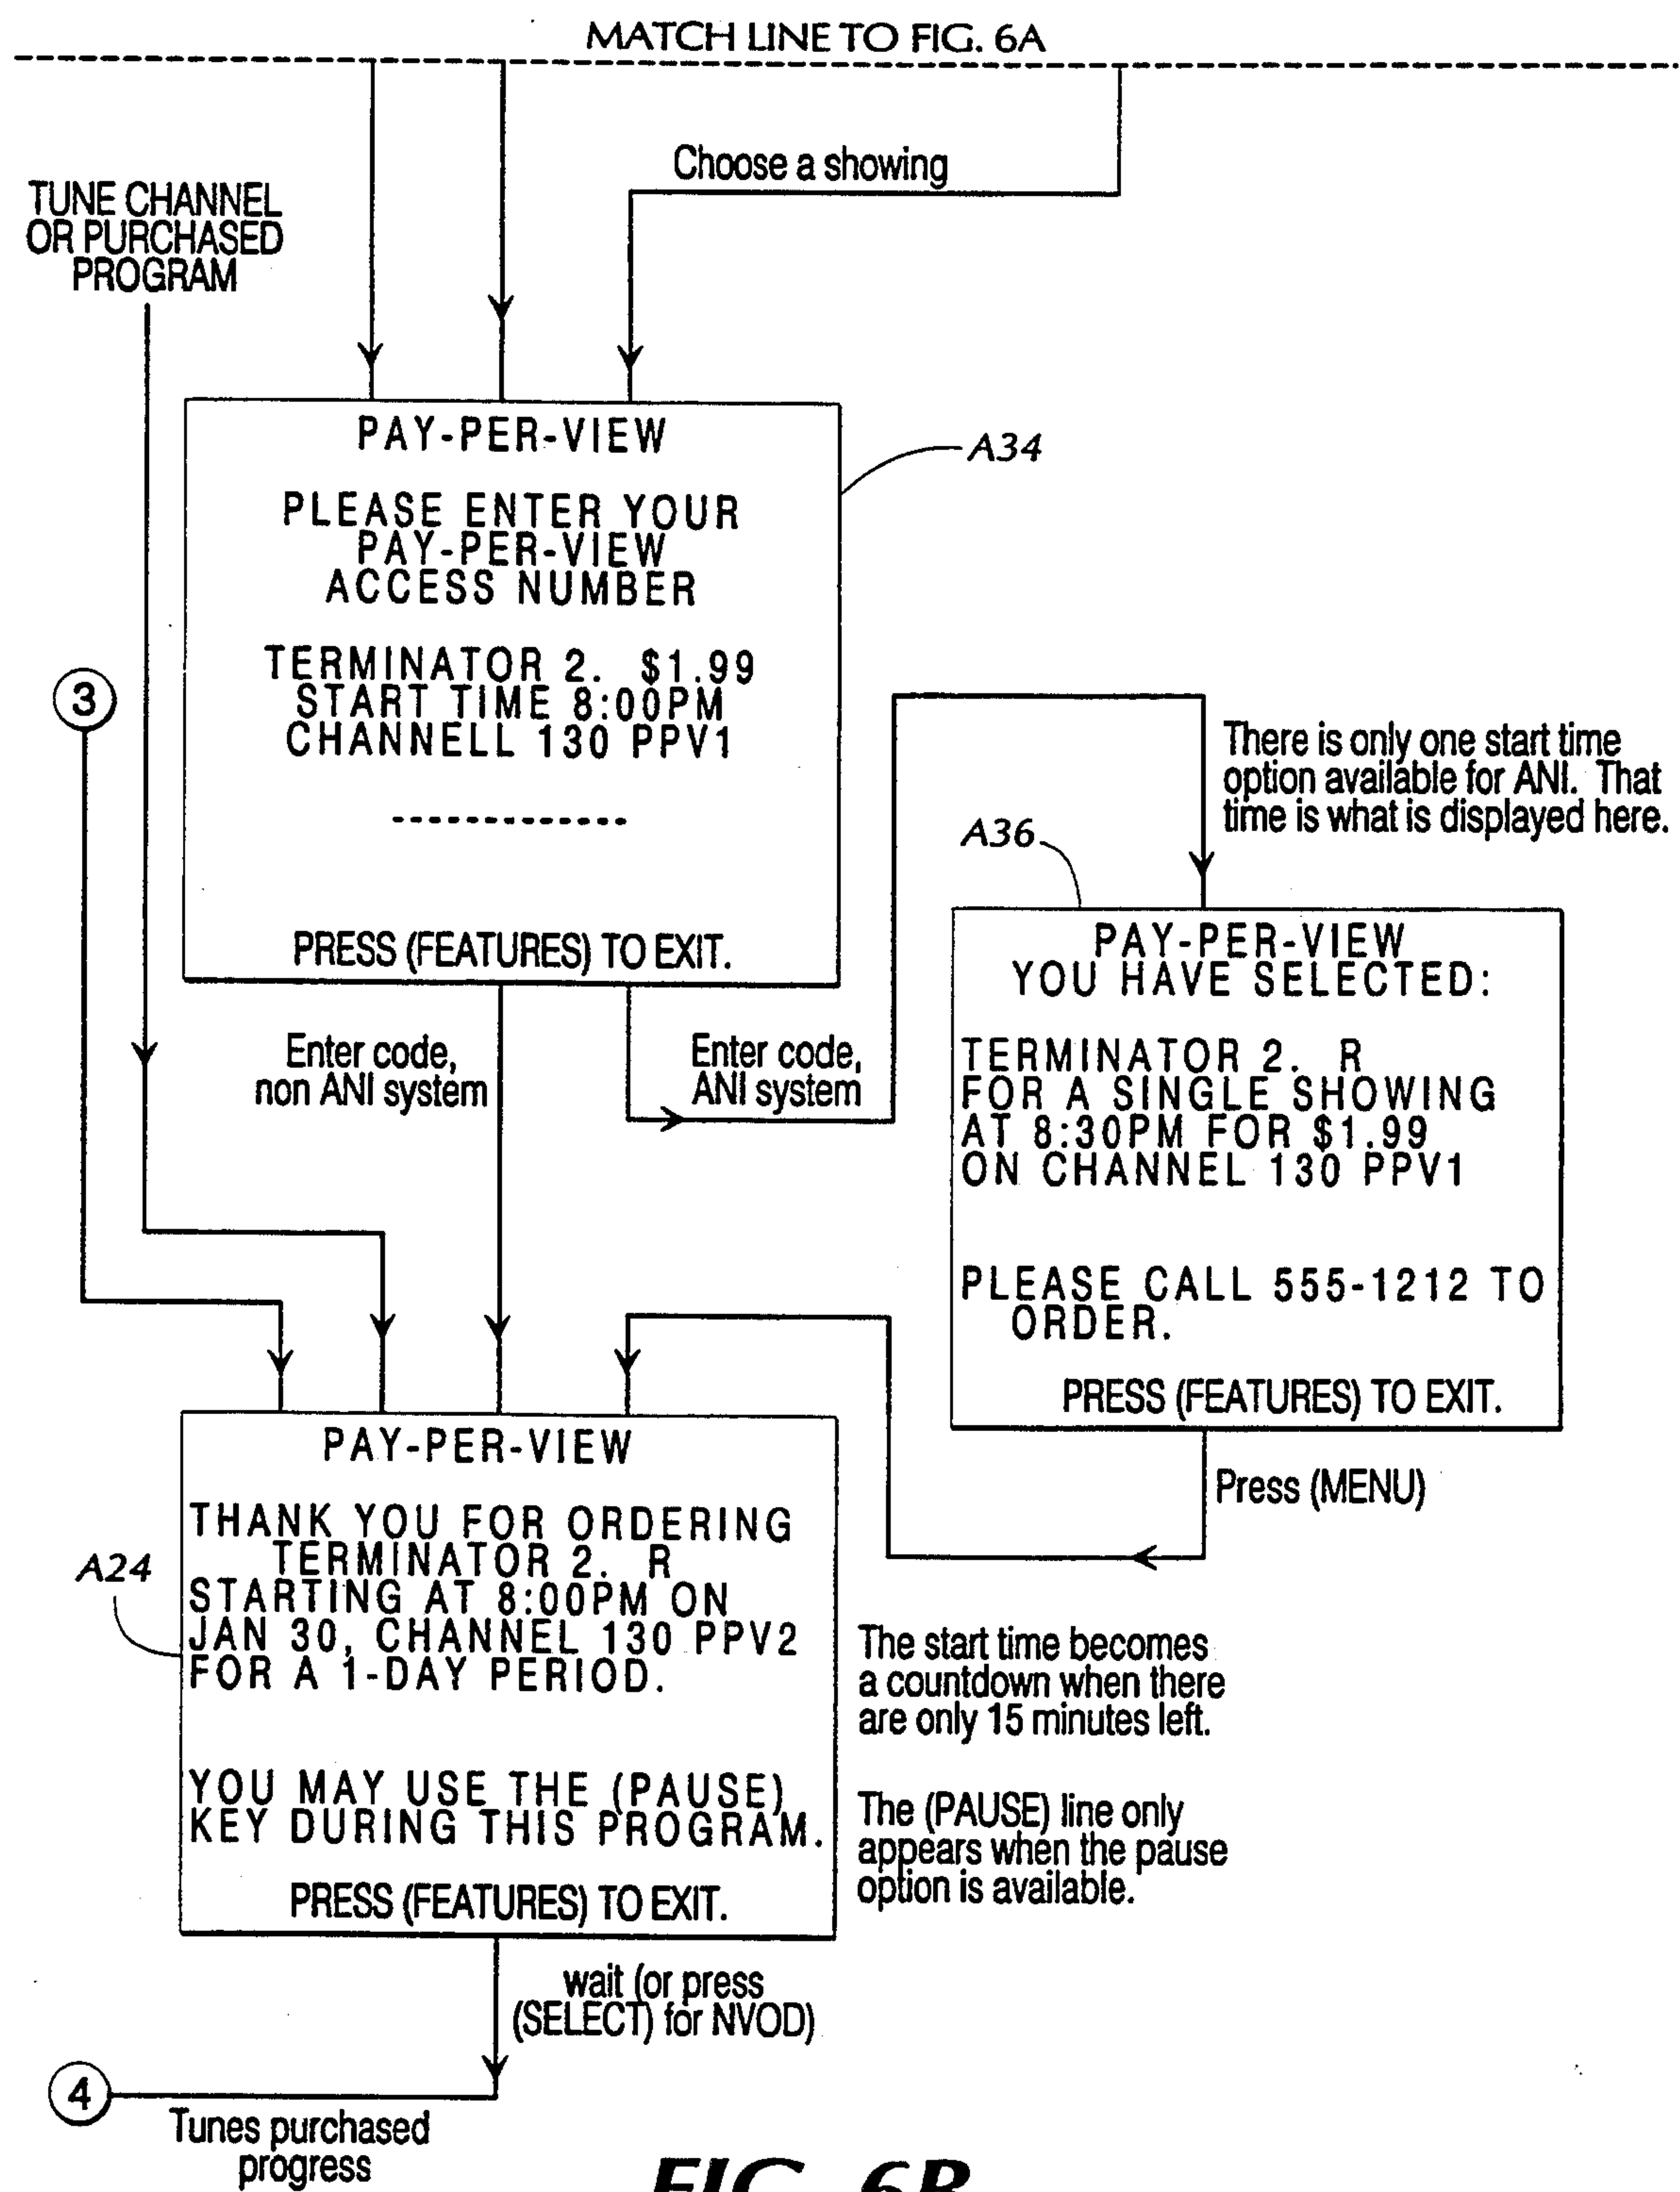 MATCH LINE TO FIG. 6A
Choose a showing
TUNE CHANNEL
OR PURCHASED
PROGRAM
PAY-PER-VIEW
A34
PLEASE ENTER YOUR
PAY-PER-VIEW
ACCESS NUMBER
TERMINATOR 2. $1.99
START TIME 8:00PM
CHANNELL 130 PPV1
-------------
PRESS (FEATURES) TO EXIT.
3
There is only one start time
option available for ANI. That
time is what is displayed here.
A36
Enter code,
non ANI system
Enter code,
ANI system
PAY-PER-VIEW
YOU HAVE SELECTED:
TERMINATOR 2. R
FOR A SINGLE SHOWING
AT 8:30PM FOR $1.99
ON CHANNEL 130 PPV1
PLEASE CALL 555-1212 TO
ORDER.
PRESS (FEATURES) TO EXIT.
Press (MENU)
PAY-PER-VIEW
THANK YOU FOR ORDERING
TERMINATOR 2. R
STARTING AT 8:00PM ON
JAN 30, CHANNEL 130 PPV2
FOR A 1-DAY PERIOD.
A24
YOU MAY USE THE (PAUSE)
KEY DURING THIS PROGRAM.
PRESS (FEATURES) TO EXIT.
The start time becomes
a countdown when there
are only 15 minutes left.
The (PAUSE) line only
appears when the pause
option is available.
wait (or press
(SELECT) for NVOD)
4
Tunes purchased
progress
FIG. 6B